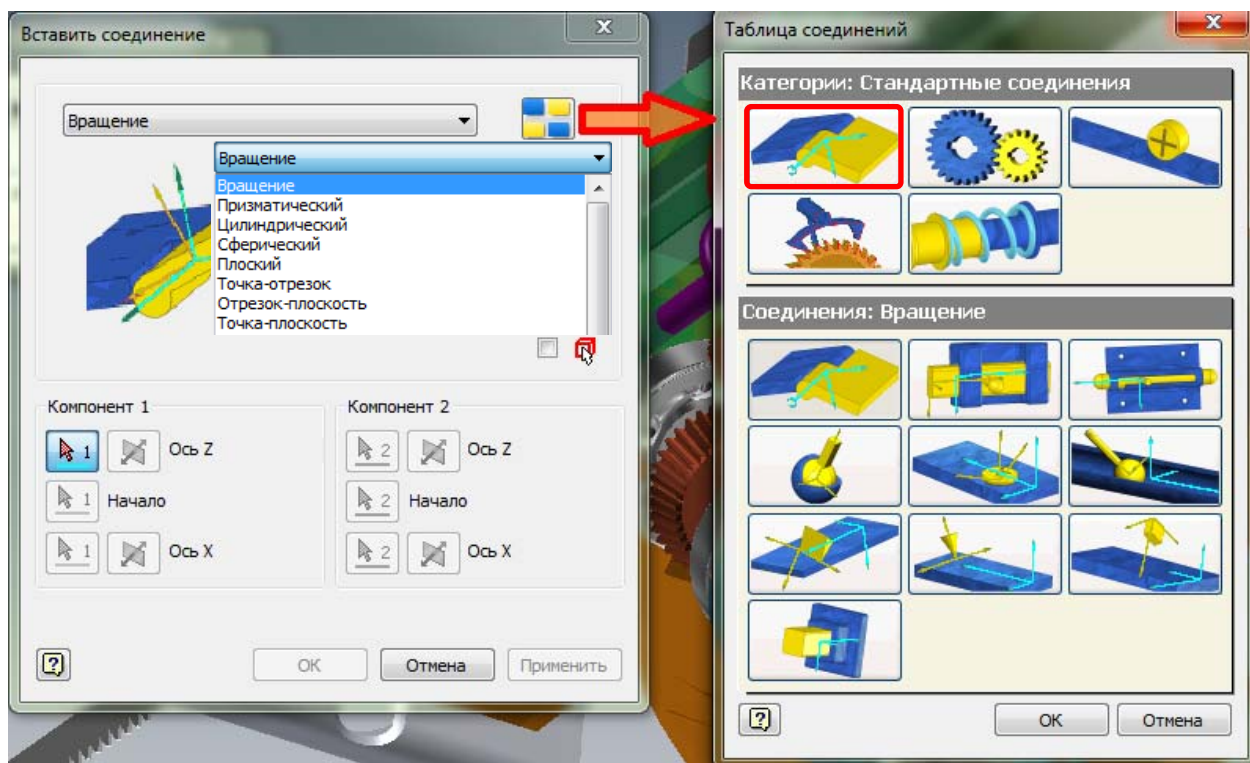 Вставить соединение
Вращение
Вращение
Вращение
Призматический
Цилиндрический
Сферический
Плоский
Точка-отрезок
Отрезок-плоскость
Точка-плоскость
Компонент 1
1 Ось Z
1 Начало
1 Ось X
Компонент 2
2 Ось Z
2 Начало
2 Ось X
?
ОК Отмена Применить
Таблица соединений
Категории: Стандартные соединения
Соединения: Вращение
?
ОК Отмена